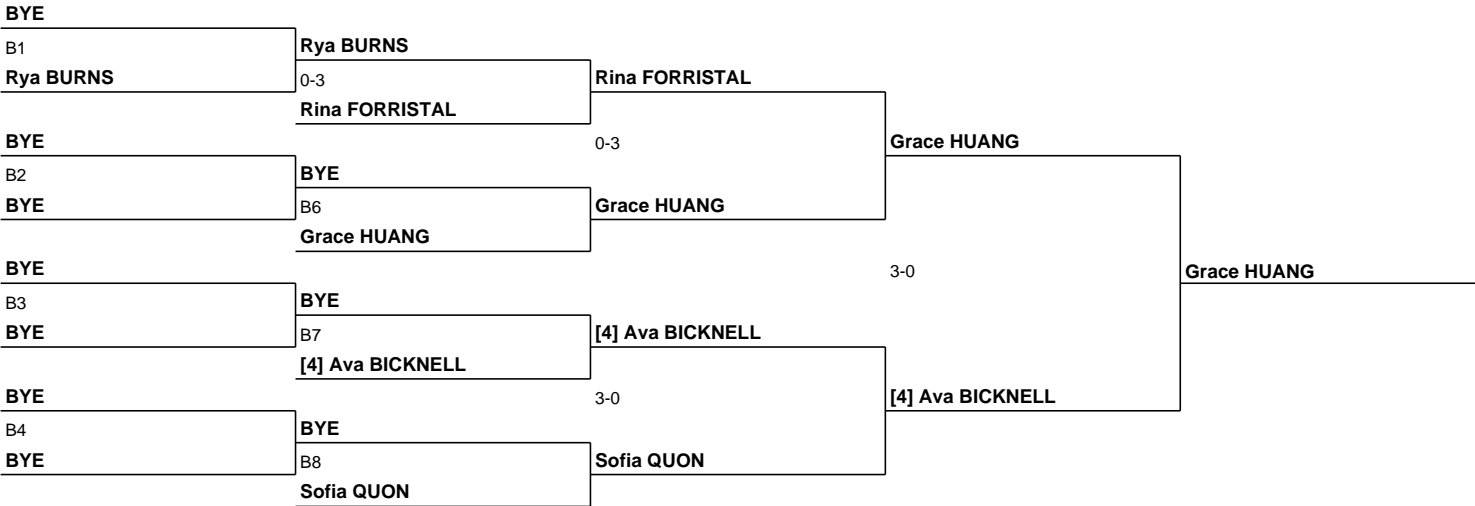 BYE
B1
Rya BURNS
Rya BURNS
0-3
Rina FORRISTAL
Rina FORRISTAL
BYE
B2
BYE
BYE
B6
Grace HUANG
0-3
Grace HUANG
Grace HUANG
BYE
B3
BYE
BYE
B7
[4] Ava BICKNELL
3-0
[4] Ava BICKNELL
BYE
B4
BYE
BYE
B8
Sofia QUON
3-0
Sofia QUON
[4] Ava BICKNELL
Grace HUANG